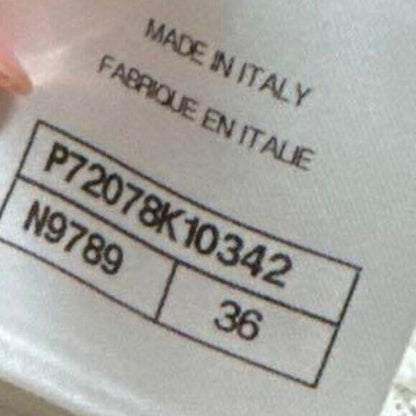 MADE IN ITALY
FABRIQUE EN ITALIE
P72078K10342
N9789 36